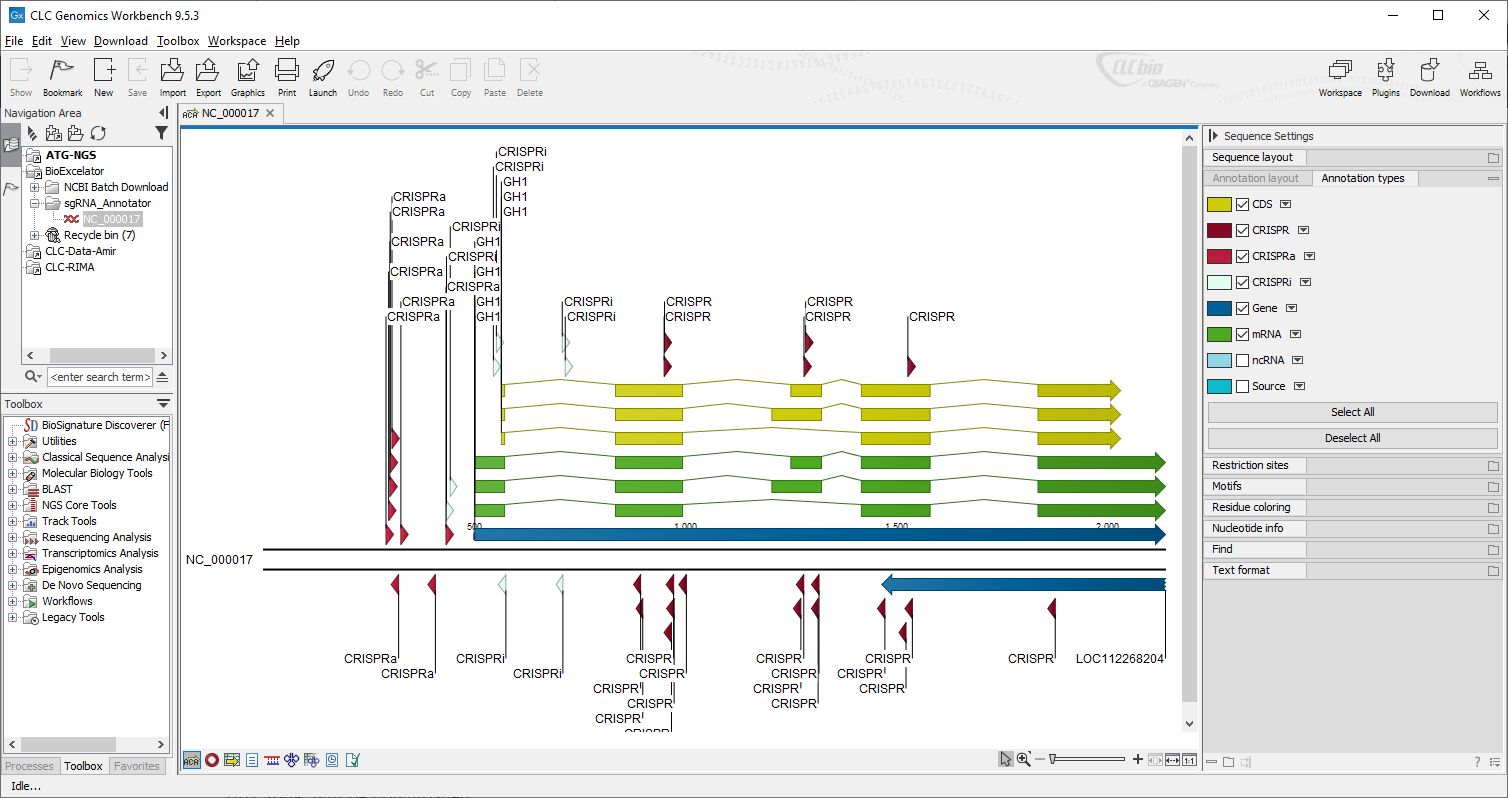 CLC Genomics Workbench 9.5.3
File Edit View Download Toolbox Workspace Help
Show Bookmark New Save Import Export Graphics Print Launch Undo Redo Cut Copy Paste Delete
CLCbio
A QIAGEN Company
Workspace Plugins Download Workflows
Navigation Area
ATG-NGS
BioExcelator
NCBI Batch Download
sgRNA_Annotator
NC_000017
Recycle bin (7)
CLC-Data-Amir
CLC-RIMA
<enter search term>
Toolbox
BioSignature Discoverer (F
Utilities
Classical Sequence Analysi
Molecular Biology Tools
BLAST
NGS Core Tools
Track Tools
Resequencing Analysis
Transcriptomics Analysis
Epigenomics Analysis
De Novo Sequencing
Workflows
Legacy Tools
Processes Toolbox Favorites
Idle...
NC_000017
CRISPRi
CRISPRi
GH1
CRISPRa GH1
CRISPRa GH1
CRISPRi
CRISPRa GH1
CRISPRi
CRISPRa GH1
CRISPRa
CRISPRa GH1 CRISPRi CRISPR CRISPR
CRISPRa GH1 CRISPRi CRISPR CRISPR CRISPR
500 1,000 1,500 2,000
NC_000017
CRISPRa CRISPRi CRISPR CRISPR CRISPR CRISPR LOC112268204
CRISPRa CRISPRi CRISPR CRISPR CRISPR
CRISPR CRISPR CRISPR
CRISPR CRISPR
CRISPR
CRISPR
Sequence Settings
Sequence layout
Annotation layout Annotation types
CDS
CRISPR
CRISPRa
CRISPRi
Gene
mRNA
ncRNA
Source
Select All
Deselect All
Restriction sites
Motifs
Residue coloring
Nucleotide info
Find
Text format